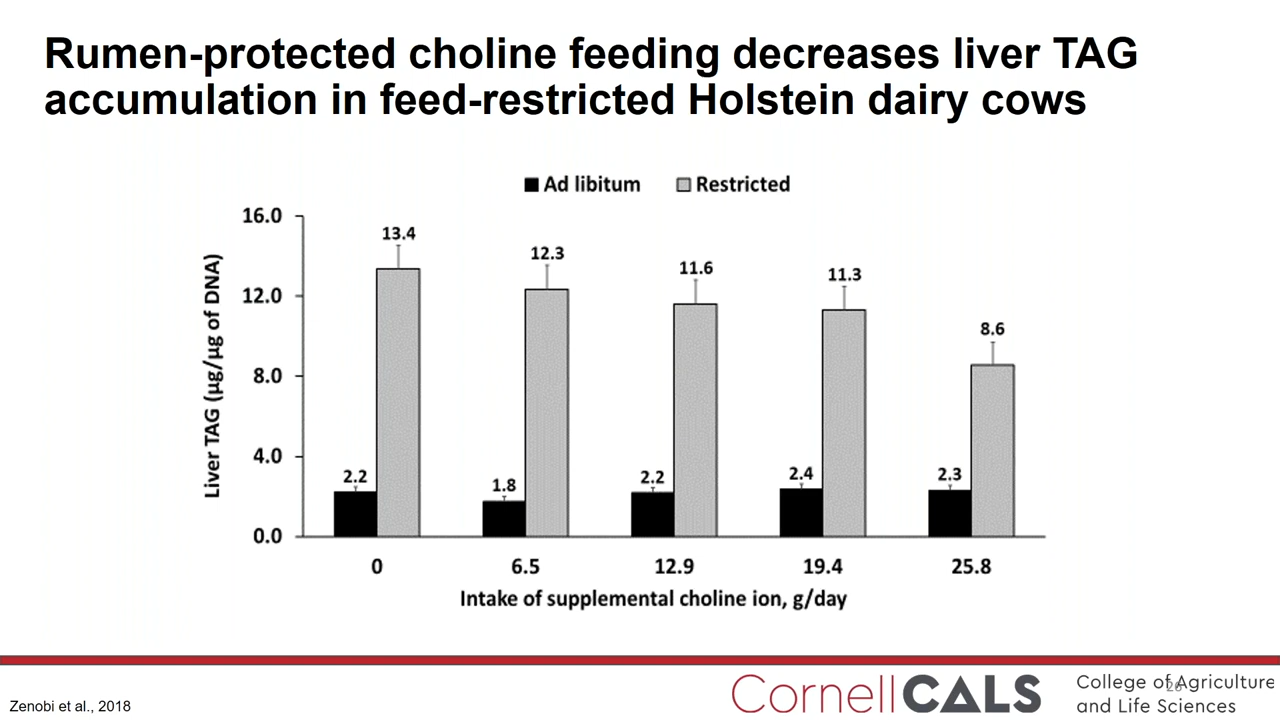 Rumen-protected choline feeding decreases liver TAG
accumulation in feed-restricted Holstein dairy cows
Ad libitum Restricted
Liver TAG (µg/µg of DNA)
16.0
12.0
8.0
4.0
0.0
13.4
12.3
11.6
11.3
8.6
2.2
1.8
2.2
2.4
2.3
0 6.5 12.9 19.4 25.8
Intake of supplemental choline ion, g/day
Zenobi et al., 2018
CornellCALS
College of Agriculture
and Life Sciences